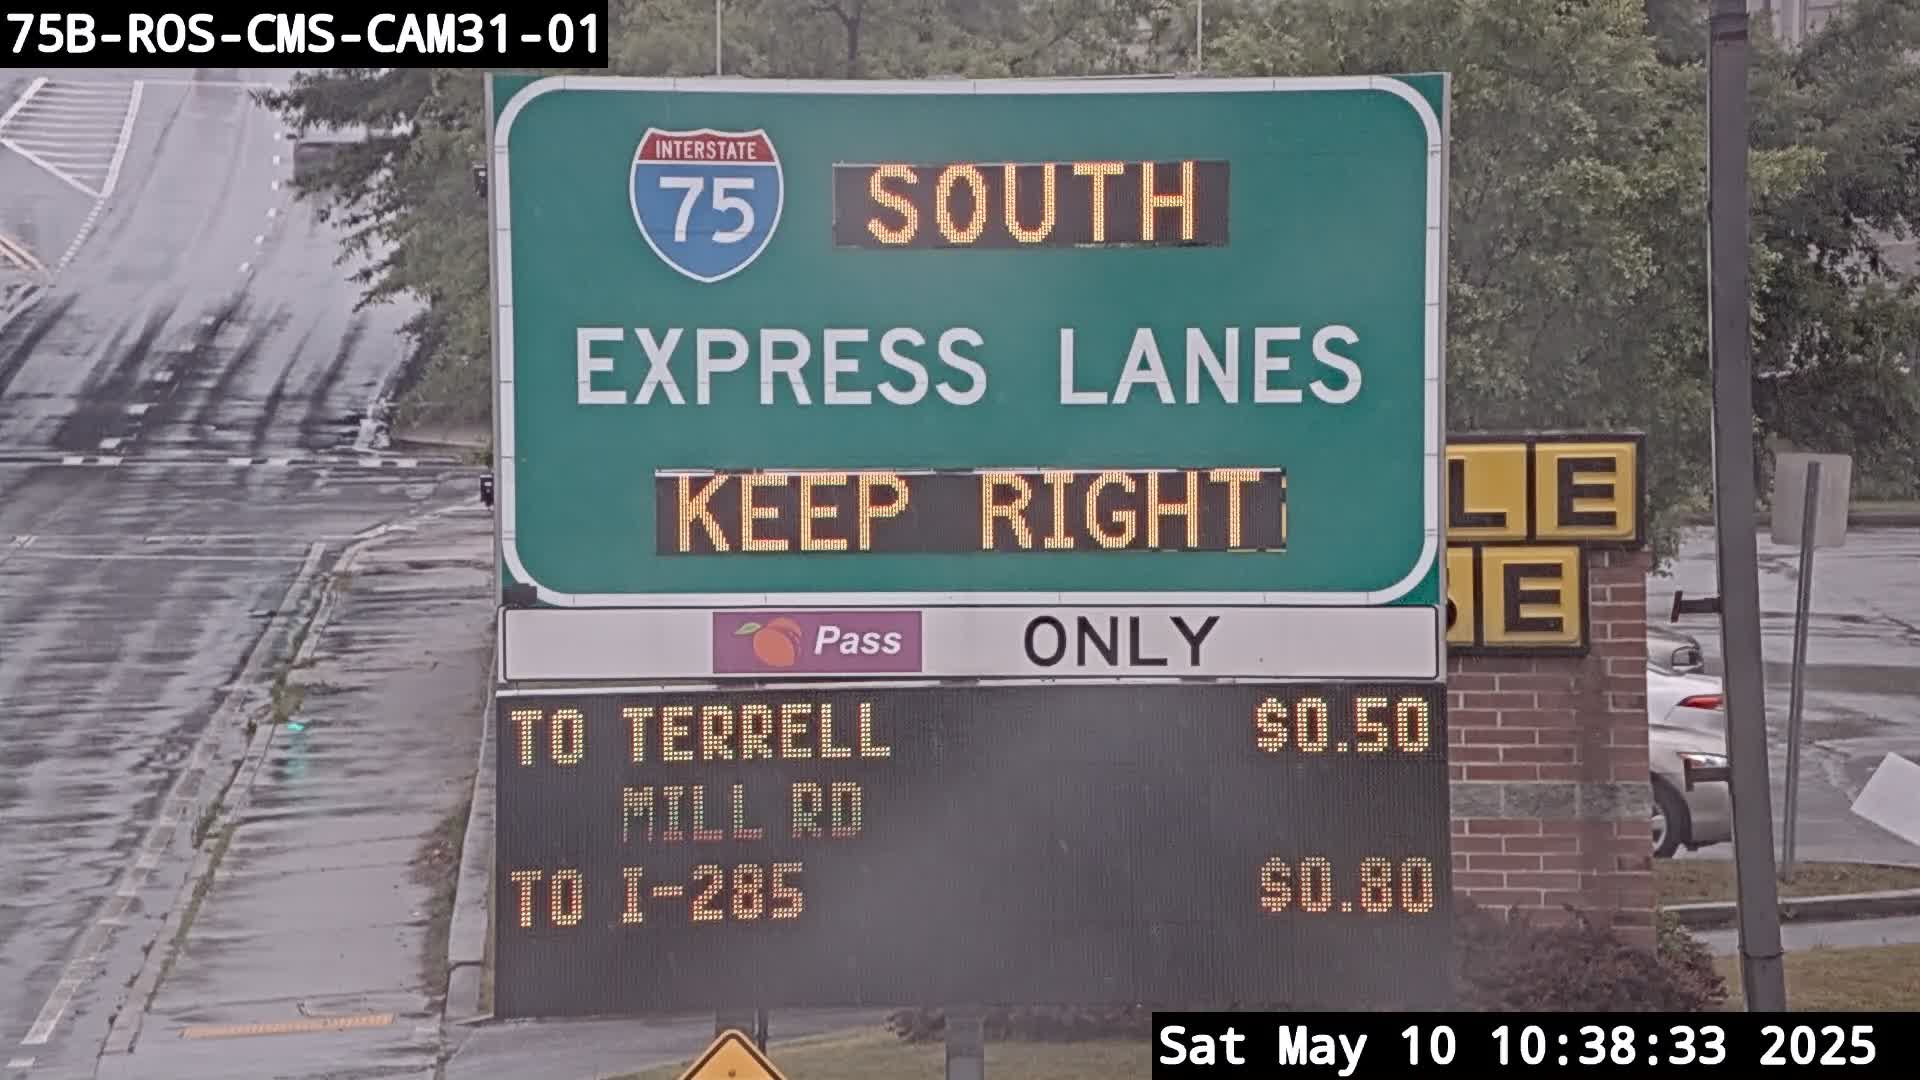 75B-ROS-CMS-CAM31-01
INTERSTATE
75
SOUTH
EXPRESS LANES
KEEP RIGHT
Pass ONLY
TO TERRELL $0.50
MILL RD
TO I-285 $0.80
LE
E
Sat May 10 10:38:33 2025